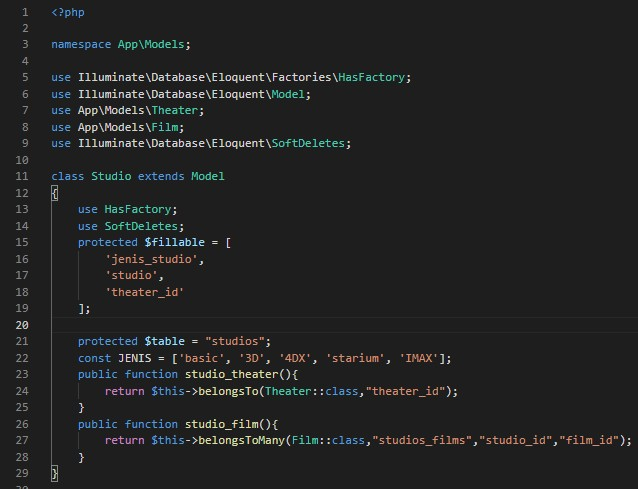 1 <?php
2
3 namespace App\Models;
4
5 use Illuminate\Database\Eloquent\Factories\HasFactory;
6 use Illuminate\Database\Eloquent\Model;
7 use App\Models\Theater;
8 use App\Models\Film;
9 use Illuminate\Database\Eloquent\SoftDeletes;
10
11 class Studio extends Model
12 {
13     use HasFactory;
14     use SoftDeletes;
15     protected $fillable = [
16         'jenis_studio',
17         'studio',
18         'theater_id'
19     ];
20
21     protected $table = "studios";
22     const JENIS = ['basic', '3D', '4DX', 'starium', 'IMAX'];
23     public function studio_theater(){
24         return $this->belongsTo(Theater::class,"theater_id");
25     }
26     public function studio_film(){
27         return $this->belongsToMany(Film::class,"studios_films","studio_id","film_id");
28     }
29 }